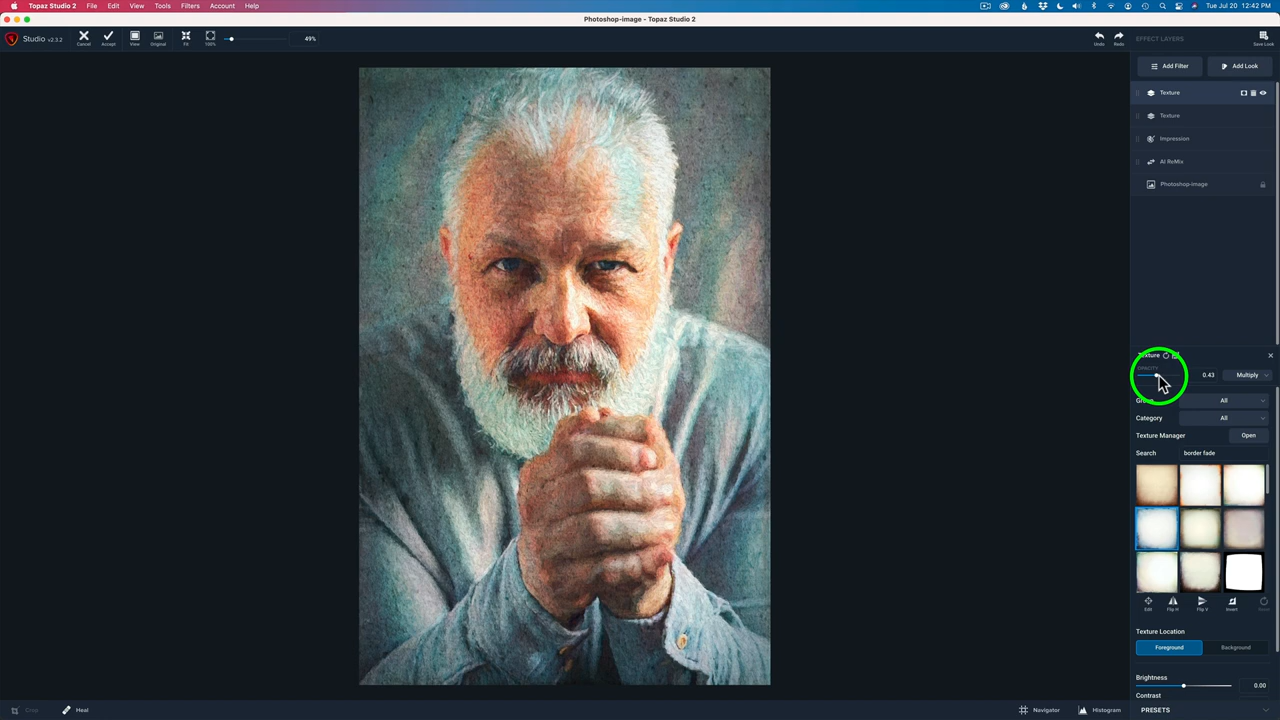 Topaz Studio 2 File Edit View Tools Filters Account Help Tue Jul 20 12:42 PM
Photoshop-image - Topaz Studio 2
Studio v2.3.2 Cancel Accept View Original Fit 100% 49% Undo Redo EFFECT LAYERS Save Look
Add Filter Add Look
Texture
Texture
Impression
AI ReMix
Photoshop-image
Texture
OPACITY
0.43 Multiply
All
Category All
Texture Manager Open
Search border fade
Edit Flip H Flip V Invert
Texture Location
Foreground Background
Brightness
0.00
Contrast
Crop Heal Navigator Histogram PRESETS